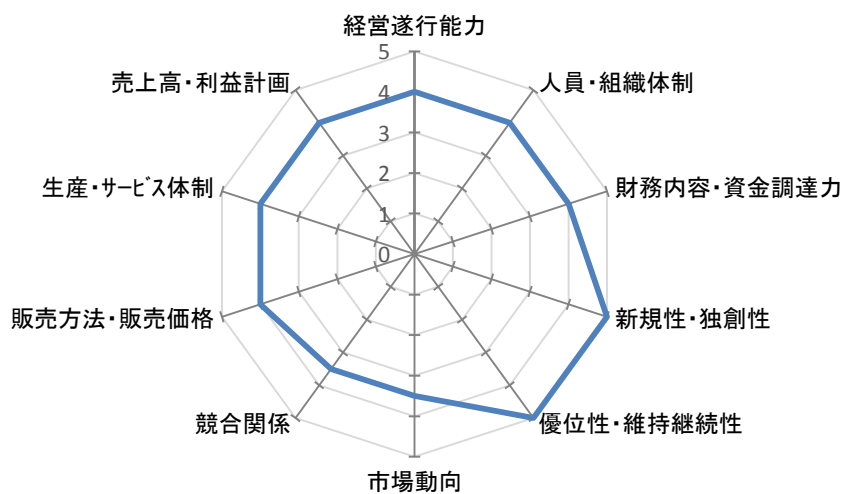 経営遂行能力
5
売上高・利益計画
人員・組織体制
4
3
生産・サービス体制
財務内容・資金調達力
2
1
0
販売方法・販売価格
新規性・独創性
競合関係
優位性・維持継続性
市場動向